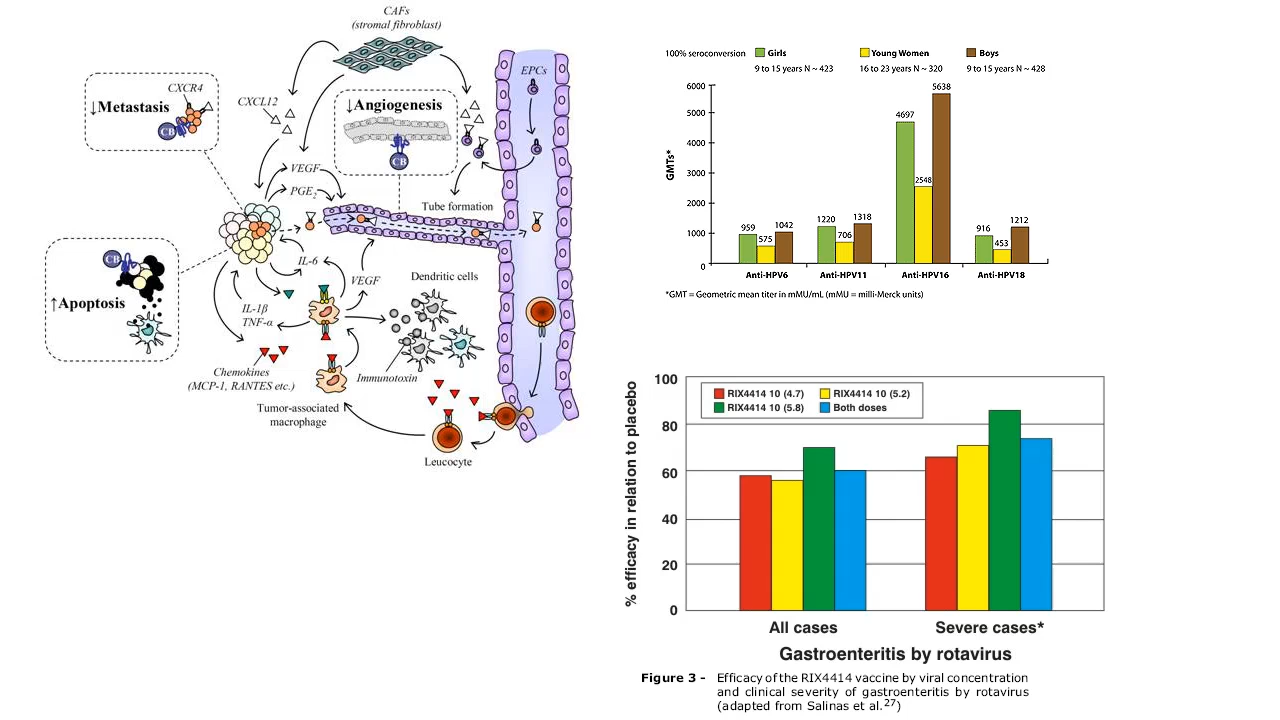 CAFs
(stromal fibroblast)
CXCR4
↓Metastasis
CB
CXCL12
↓Angiogenesis
CB
EPCs
VEGF
PGE2
Tube formation
CB
↑Apoptosis
IL-6
VEGF
Dendritic cells
IL-1β
TNF-α
Chemokines
(MCP-1, RANTES etc.)
Immunotoxin
Tumor-associated
macrophage
Leucocyte
100% seroconversion
Girls
Young Women
Boys
9 to 15 years N ~ 423
16 to 23 years N ~ 320
9 to 15 years N ~ 428
GMTs*
6000
5000
4000
3000
2000
1000
0
959
575
1042
1220
706
1318
4697
2548
5638
916
453
1212
Anti-HPV6
Anti-HPV11
Anti-HPV16
Anti-HPV18
*GMT = Geometric mean titer in mMU/mL (mMU = milli-Merck units)
% efficacy in relation to placebo
100
80
60
40
20
0
RIX4414 10 (4.7)
RIX4414 10 (5.2)
RIX4414 10 (5.8)
Both doses
All cases
Severe cases*
Gastroenteritis by rotavirus
Figure 3 - Efficacy of the RIX4414 vaccine by viral concentration
and clinical severity of gastroenteritis by rotavirus
(adapted from Salinas et al.27)